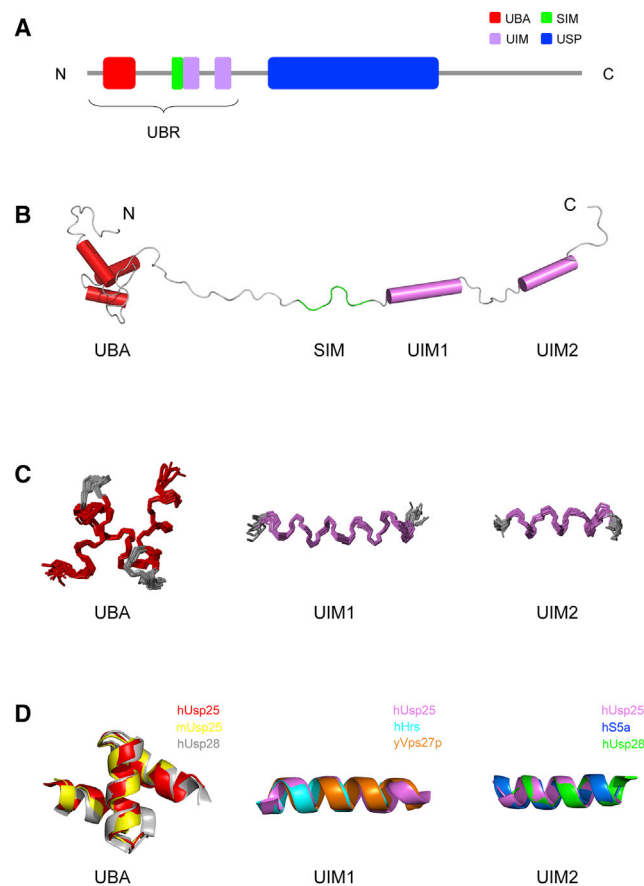 A
UBA SIM
UIM USP
N C
UBR
B
N C
UBA SIM UIM1 UIM2
C
UBA UIM1 UIM2
D
hUsp25 hUsp25 hUsp25
mUsp25 hHrs hS5a
hUsp28 yVps27p hUsp28
UBA UIM1 UIM2